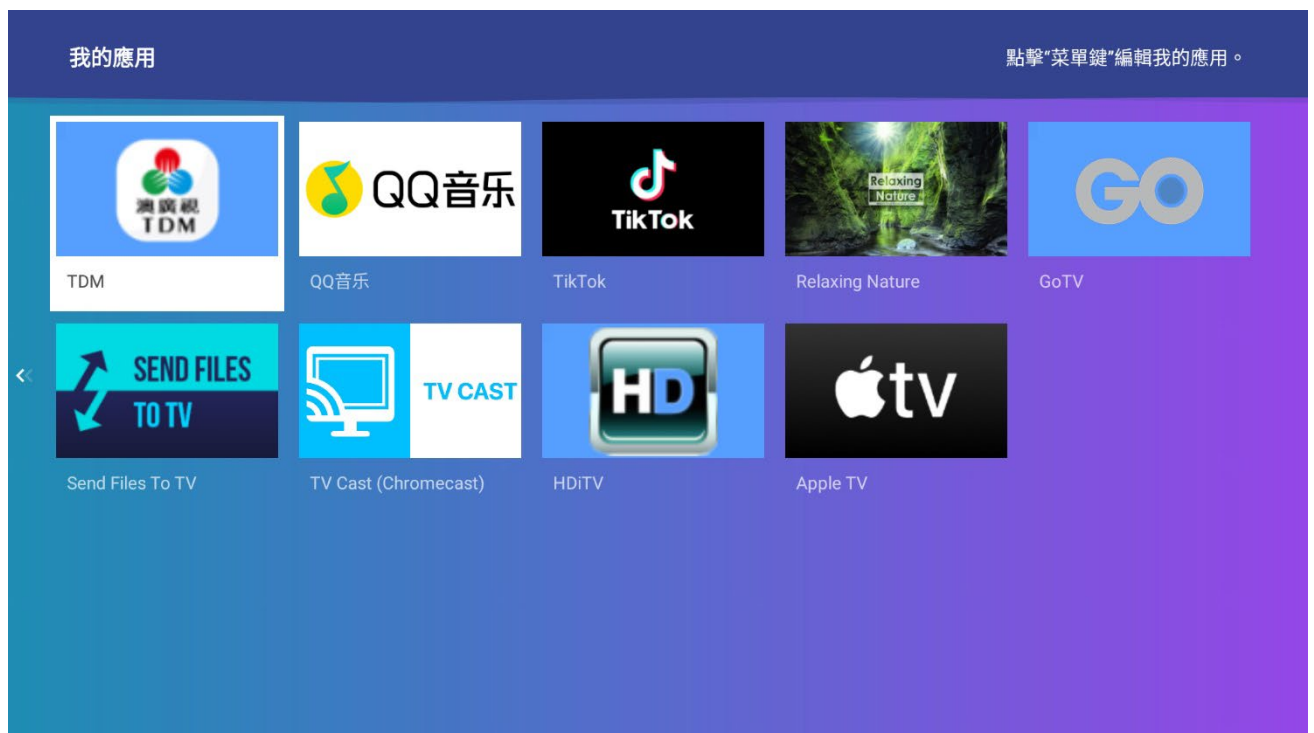 我的應用
點擊"菜單鍵"編輯我的應用。
澳廣視
TDM
QQ音乐
TikTok
Relaxing
Nature
GO
TDM
QQ音乐
TikTok
Relaxing Nature
GoTV
SEND FILES
TO TV
TV CAST
HD
tv
Send Files To TV
TV Cast (Chromecast)
HDiTV
Apple TV